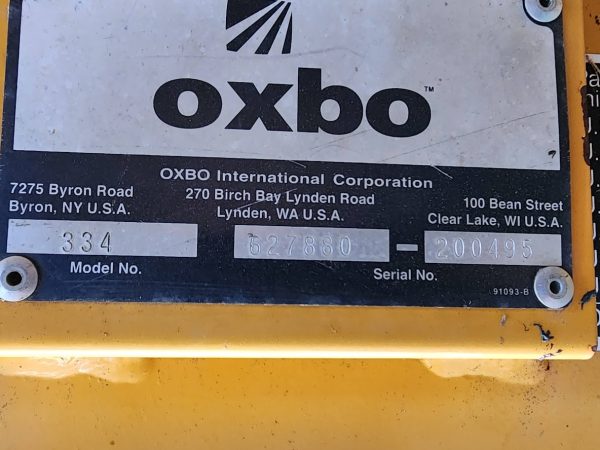 oxbo™
OXBO International Corporation
7275 Byron Road
Byron, NY U.S.A.
270 Birch Bay Lynden Road
Lynden, WA U.S.A.
100 Bean Street
Clear Lake, WI U.S.A.
334
627880 - 200495
Model No.
Serial No.
91093-B